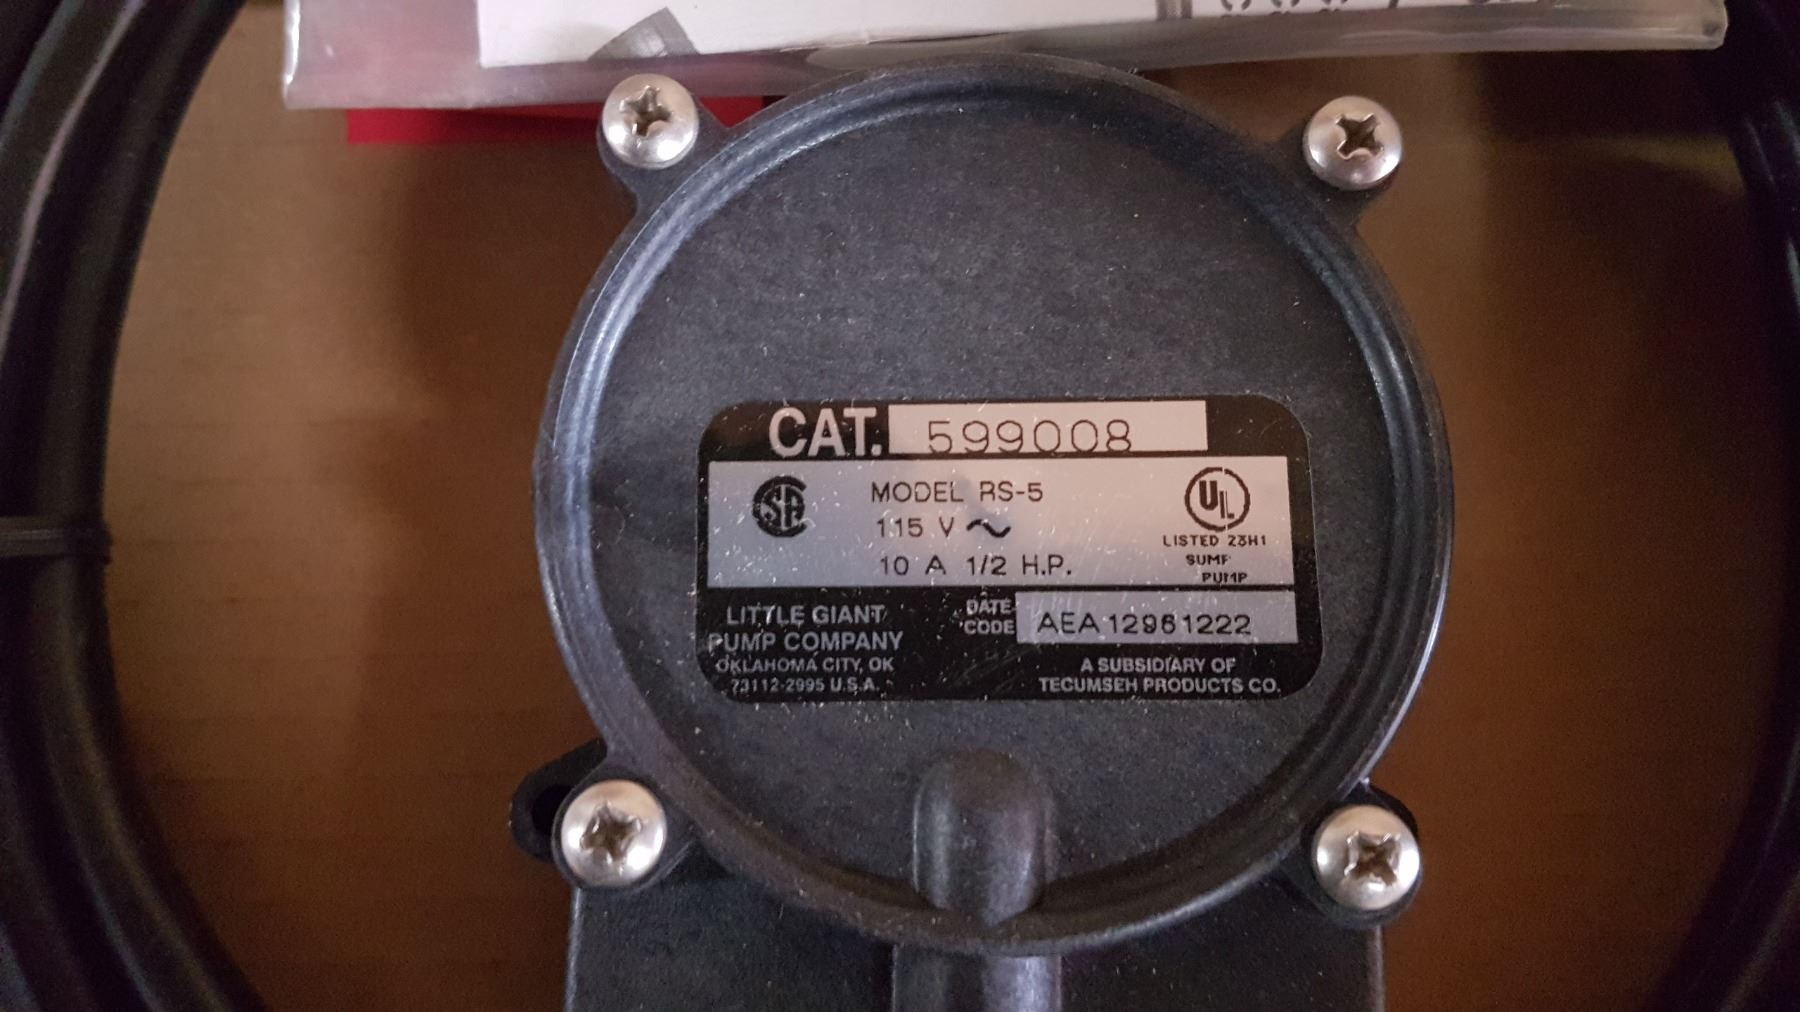 CAT. 599008
MODEL RS-5
115 V
10 A 1/2 H.P.
UL
LISTED 23H1
SUMP
PUMP
LITTLE GIANT
PUMP COMPANY
OKLAHOMA CITY, OK
73112-2995 U.S.A.
DATE
CODE
AEA 12961222
A SUBSIDIARY OF
TECUMSEH PRODUCTS CO.